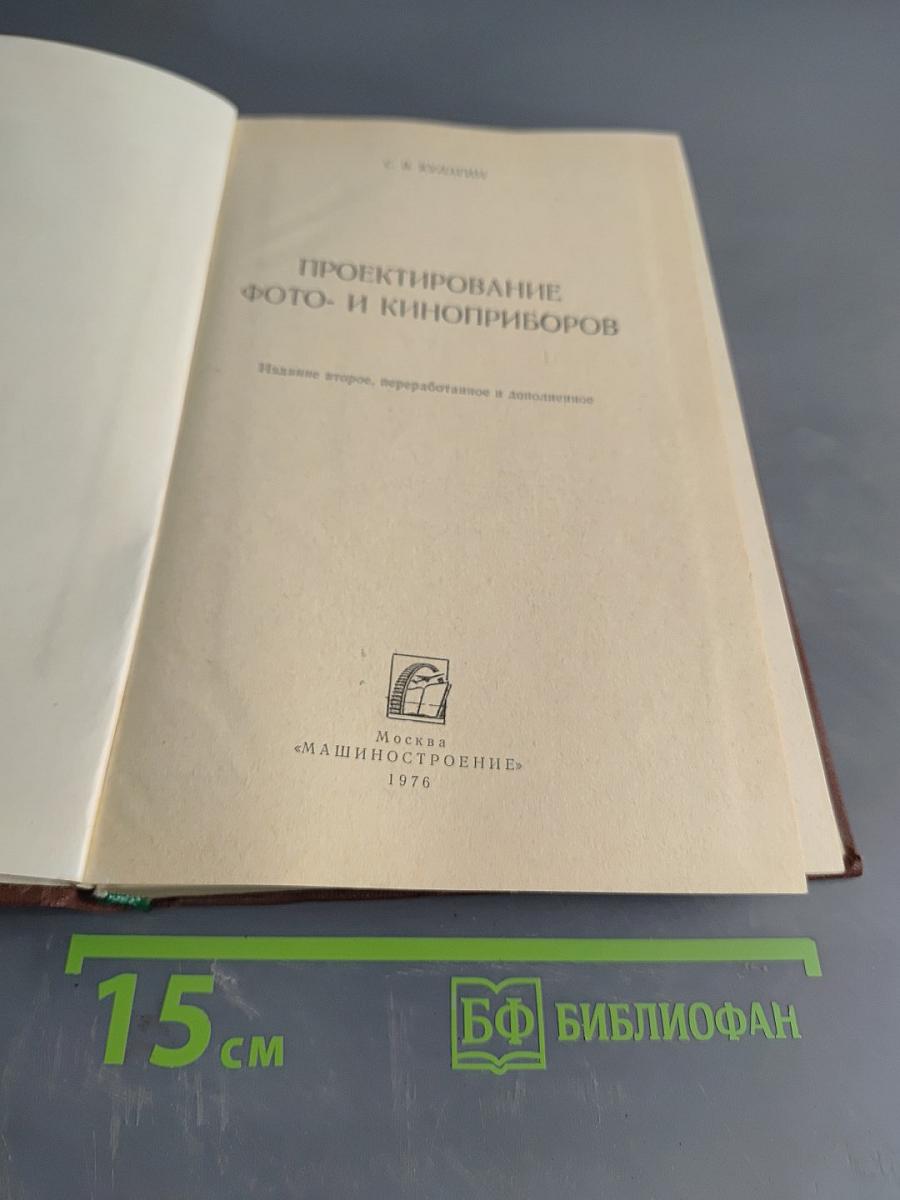 ПРОЕКТИРОВАНИЕ
ФОТО- И КИНОПРИБОРОВ
Издание второе, переработанное и дополненное
Москва
«МАШИНОСТРОЕНИЕ»
1976
15 см
БФ БИБЛИОФАН